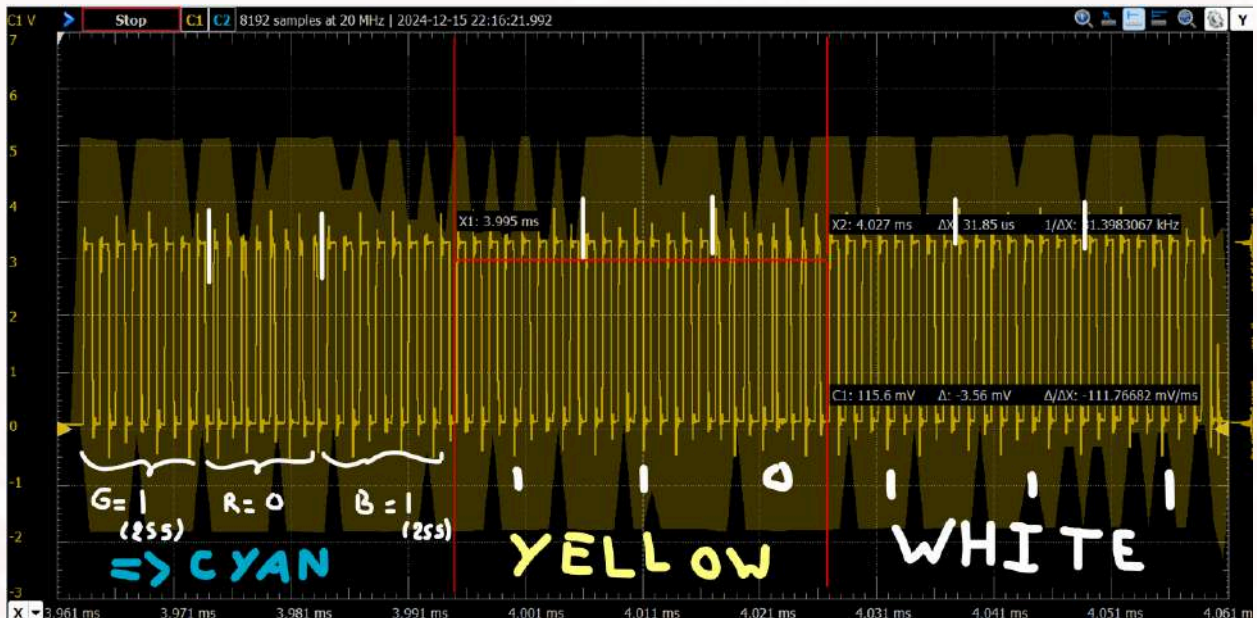 C1 V Stop C1 C2 8192 samples at 20 MHz | 2024-12-15 22:16:21.992 Y
7
6
5
4
X1: 3.995 ms X2: 4.027 ms ΔX: 31.85 us 1/ΔX: 31.3983067 kHz
3
2
1
C1: 115.6 mV Δ: -3.56 mV Δ/ΔX: -111.76682 mV/ms
0
-1
G= 1 R= 0 B= 1 1 1 0 1 1 1
(255) (255)
-2
=> CYAN YELLOW WHITE
-3
X 3.961 ms 3.971 ms 3.981 ms 3.991 ms 4.001 ms 4.011 ms 4.021 ms 4.031 ms 4.041 ms 4.051 ms 4.061 m